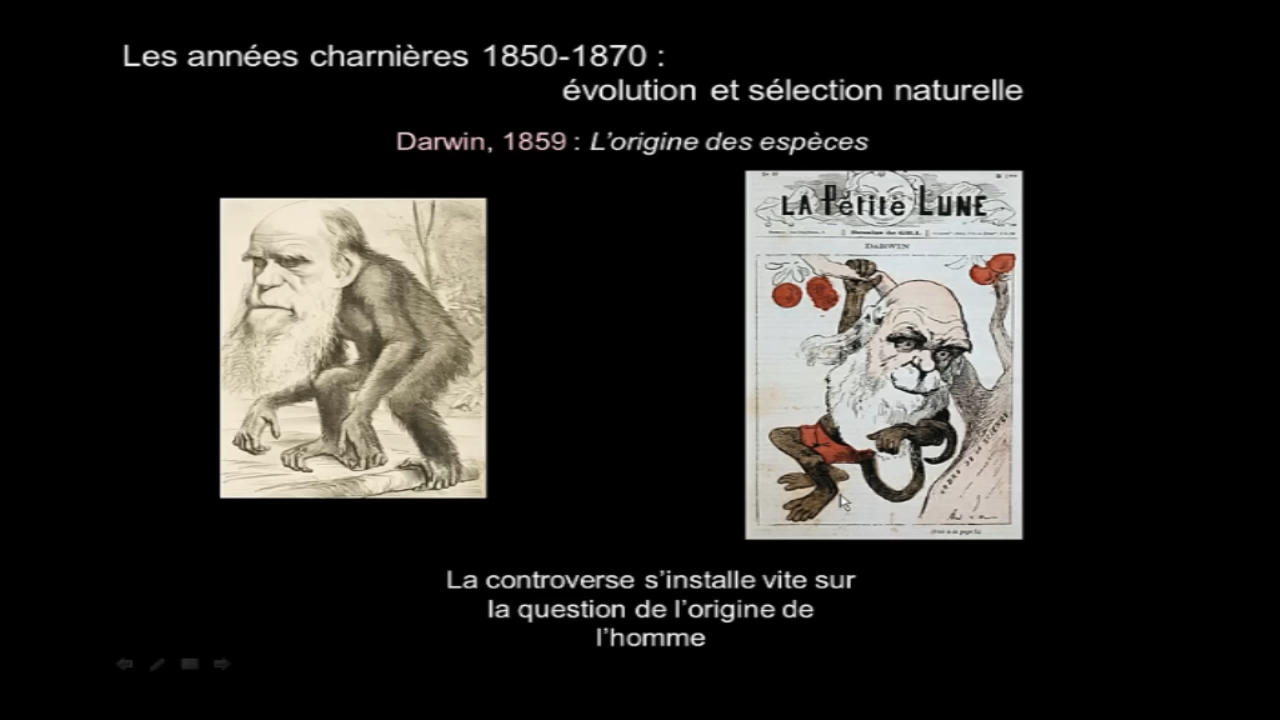 Les années charnières 1850-1870 :
évolution et sélection naturelle
Darwin, 1859 : L'origine des espèces
LA Petite LUNE
DARWIN
La controverse s'installe vite sur
la question de l'origine de
l'homme